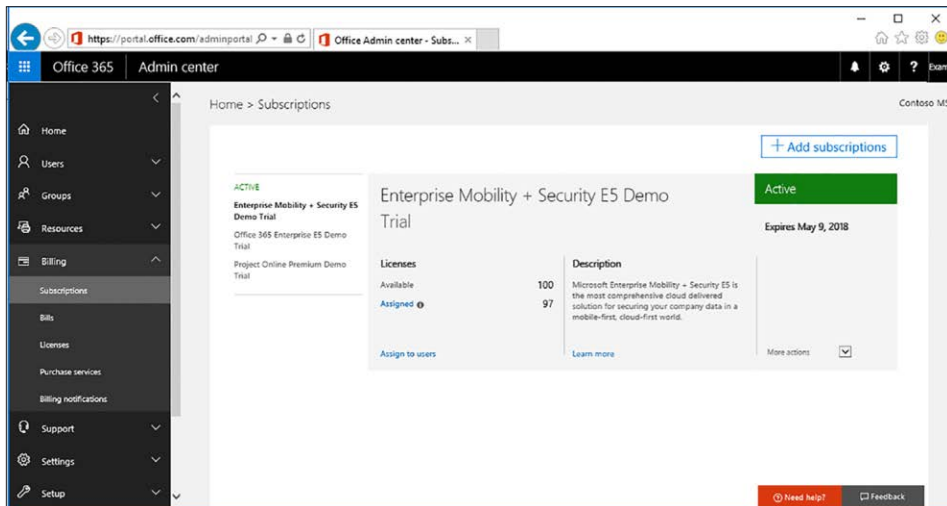 https://portal.office.com/adminportal
Office Admin center - Subs...
Office 365
Admin center
Exam
Home > Subscriptions
Contoso M
Home
Users
Groups
Resources
Billing
Subscriptions
Bills
Licenses
Purchase services
Billing notifications
Support
Settings
Setup
+ Add subscriptions
ACTIVE
Enterprise Mobility + Security E5
Demo Trial
Office 365 Enterprise E5 Demo
Trial
Project Online Premium Demo
Trial
Enterprise Mobility + Security E5 Demo
Trial
Active
Expires May 9, 2018
Licenses
Available 100
Assigned 97
Assign to users
Description
Microsoft Enterprise Mobility + Security E5 is
the most comprehensive cloud delivered
solution for securing your company data in a
mobile-first, cloud-first world.
Learn more
More actions
Need help?
Feedback